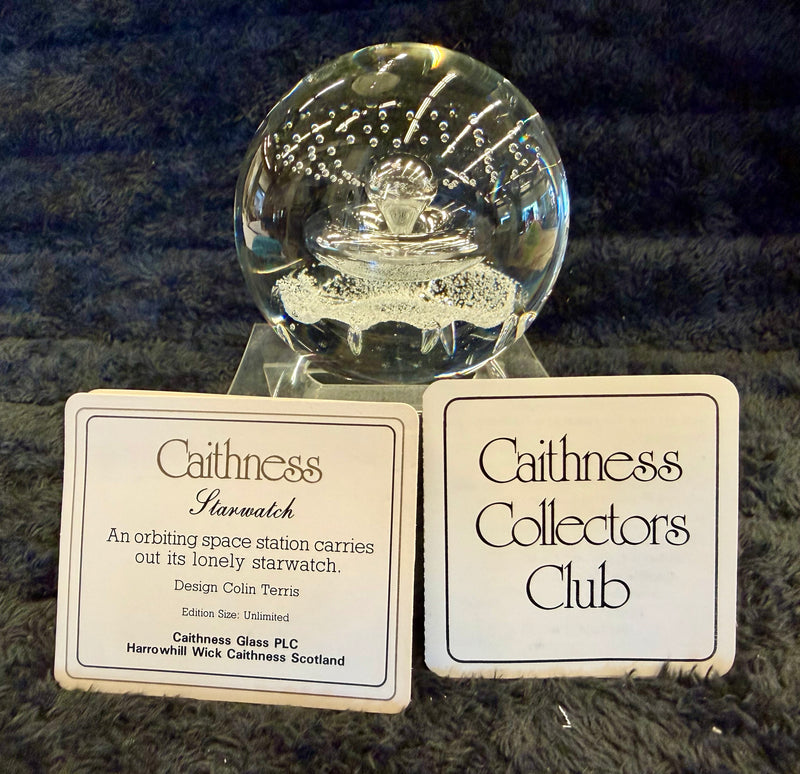 Caithness
Starwatch
An orbiting space station carries
out its lonely starwatch.
Design Colin Terris
Edition Size: Unlimited
Caithness Glass PLC
Harrowhill Wick Caithness Scotland
Caithness
Collectors
Club